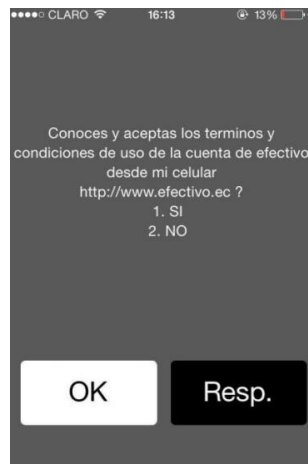 CLARO 16:13 13%
Conoces y aceptas los terminos y
condiciones de uso de la cuenta de efectivo
desde mi celular
http://www.efectivo.ec ?
1. SI
2. NO
OK Resp.